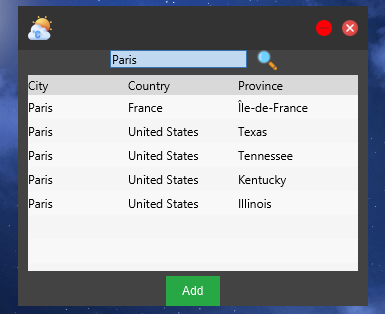 Paris
City Country Province
Paris France Île-de-France
Paris United States Texas
Paris United States Tennessee
Paris United States Kentucky
Paris United States Illinois
Add